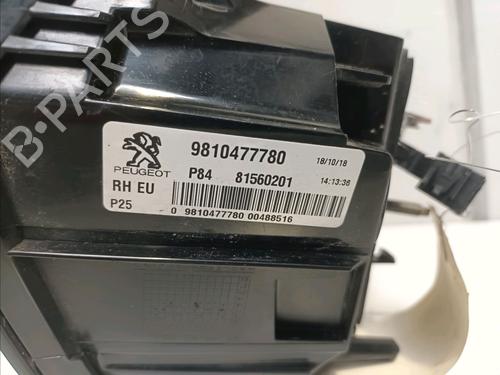 B-PARTS
PEUGEOT
9810477780 18/10/18
P84 81560201 14:13:36
RH EU
P25
0 9810477780 00488516